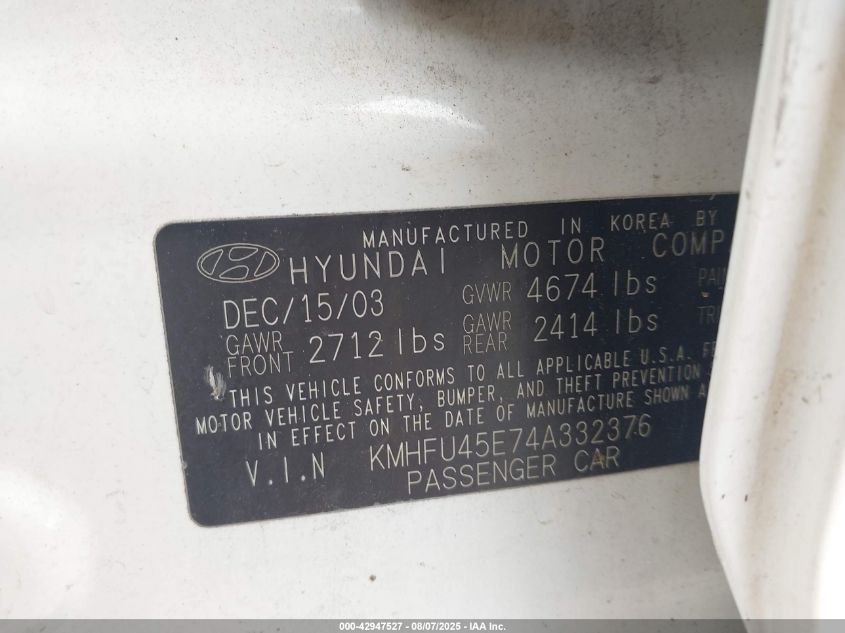 MANUFACTURED IN KOREA BY
HYUNDAI MOTOR COMP
DEC/15/03 GVWR 4674 lbs
GAWR FRONT 2712 lbs GAWR REAR 2414 lbs
THIS VEHICLE CONFORMS TO ALL APPLICABLE U.S.A.
MOTOR VEHICLE SAFETY, BUMPER, AND THEFT PREVENTION
IN EFFECT ON THE DATE OF MANUFACTURE SHOWN
V.I.N KMHFU45E74A332376
PASSENGER CAR
000-42947527 - 08/07/2025 - IAA Inc.